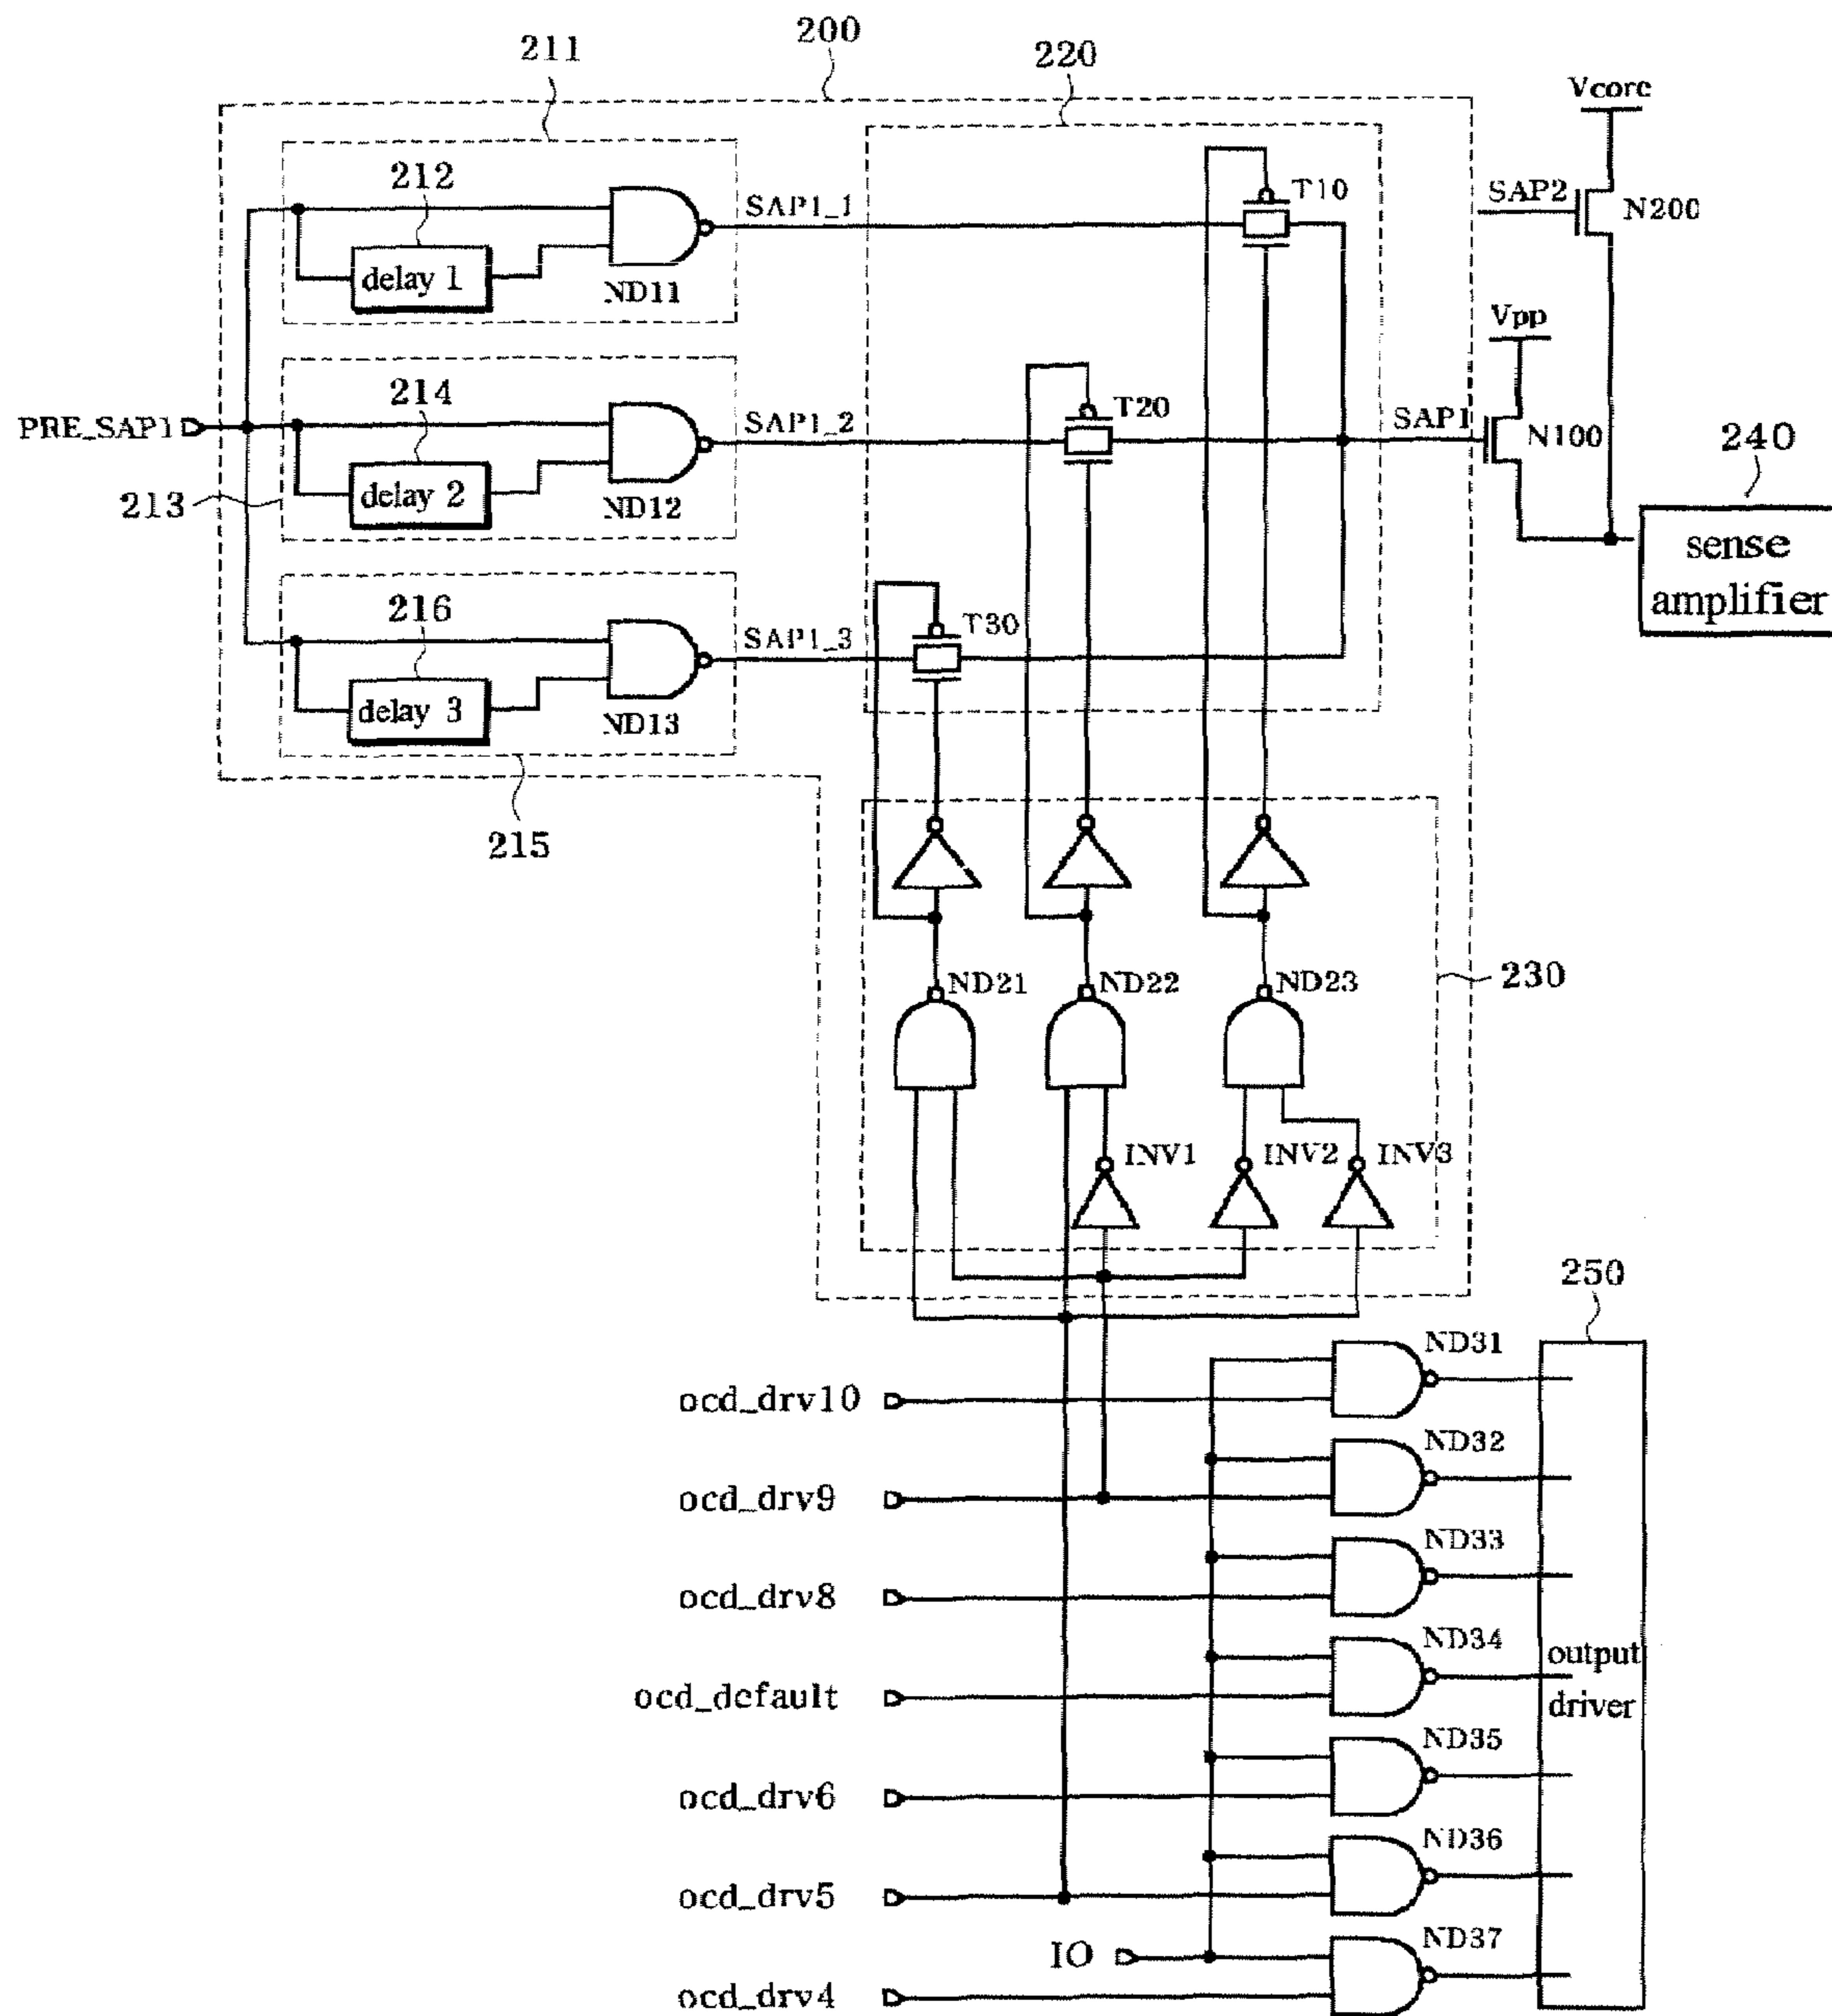 200
211
220
Vcore
212
SAP1_1
T10
SAP2
N200
delay 1
ND11
Vpp
214
T20
PRE_SAP1
SAP1_2
SAP1
N100
240
213
delay 2
ND12
sense
amplifier
216
T30
SAP1_3
delay 3
ND13
215
ND21
ND22
ND23
230
INV1
INV2
INV3
250
ND31
ocd_drv10
ND32
ocd_drv9
ND33
ocd_drv8
ND34
output
driver
ocd_default
ND35
ocd_drv6
ND36
ocd_drv5
ND37
IO
ocd_drv4